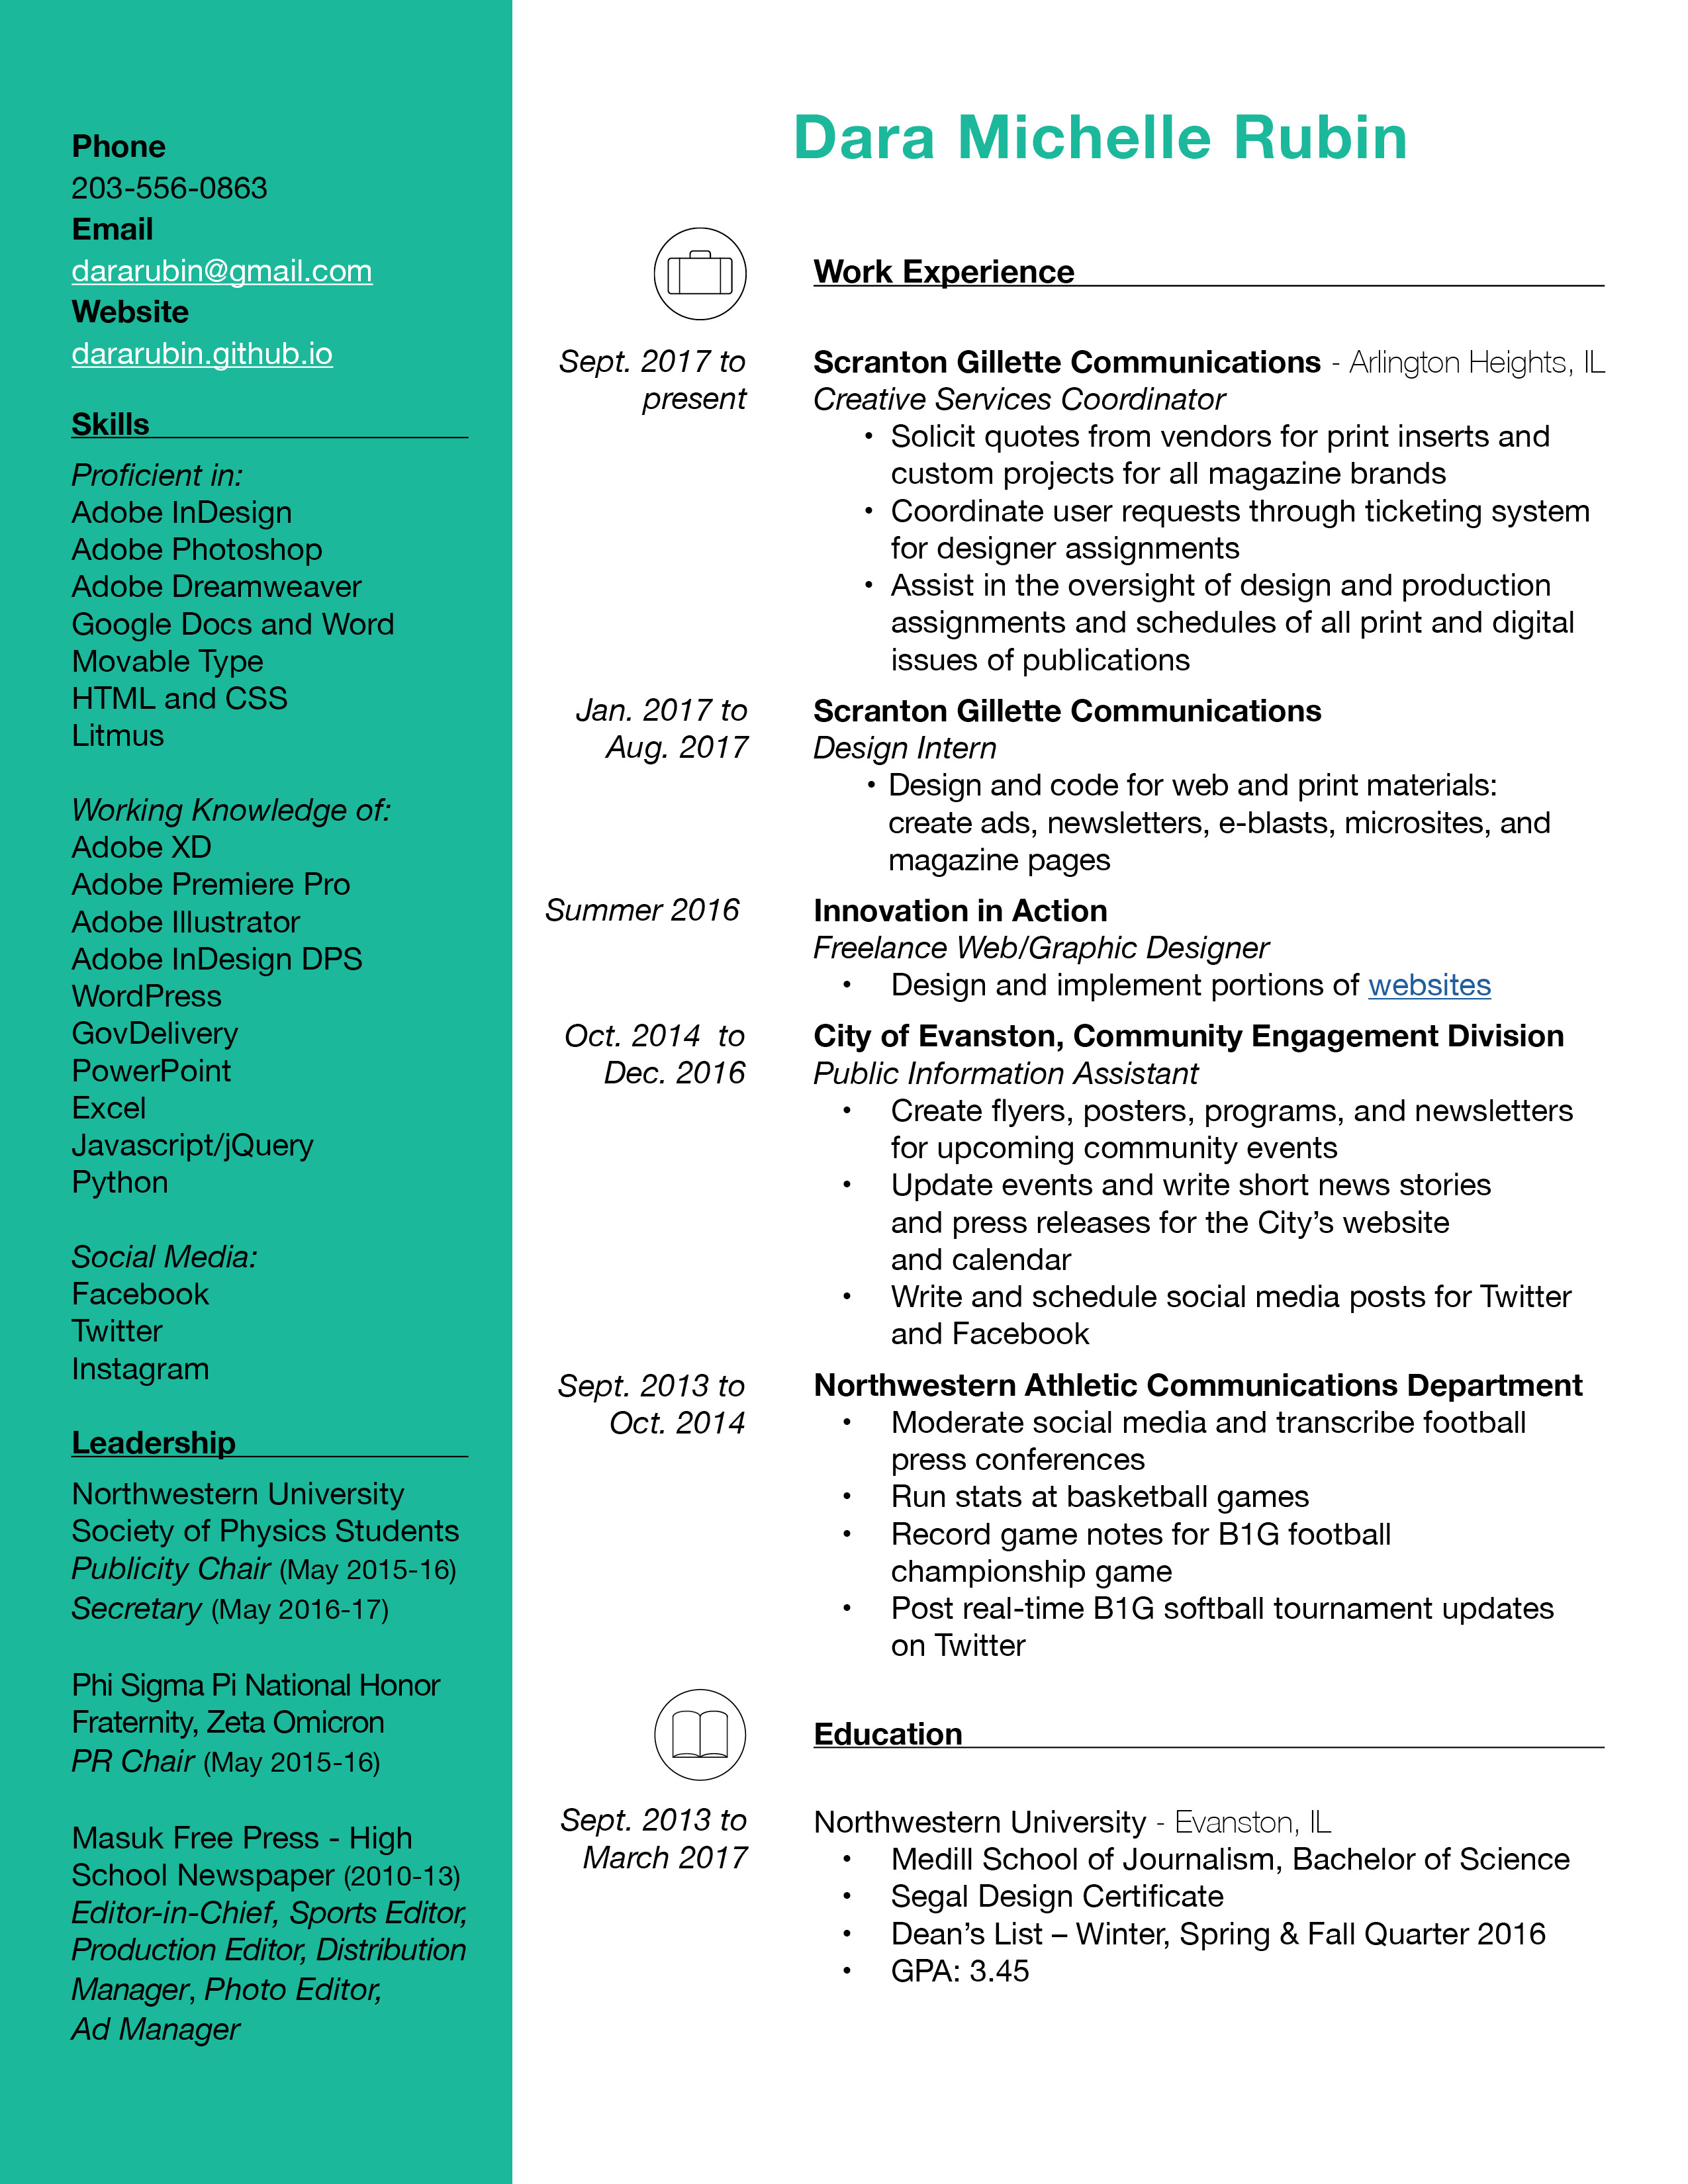 Phone
203-556-0863
Email
dararubin@gmail.com
Website
dararubin.github.io
Skills
Proficient in:
Adobe InDesign
Adobe Photoshop
Adobe Dreamweaver
Google Docs and Word
Movable Type
HTML and CSS
Litmus
Working Knowledge of:
Adobe XD
Adobe Premiere Pro
Adobe Illustrator
Adobe InDesign DPS
WordPress
GovDelivery
PowerPoint
Excel
Javascript/jQuery
Python
Social Media:
Facebook
Twitter
Instagram
Leadership
Northwestern University
Society of Physics Students
Publicity Chair (May 2015-16)
Secretary (May 2016-17)
Phi Sigma Pi National Honor
Fraternity, Zeta Omicron
PR Chair (May 2015-16)
Masuk Free Press - High
School Newspaper (2010-13)
Editor-in-Chief, Sports Editor,
Production Editor, Distribution
Manager, Photo Editor,
Ad Manager
Dara Michelle Rubin
Work Experience
Sept. 2017 to
present
Scranton Gillette Communications - Arlington Heights, IL
Creative Services Coordinator
• Solicit quotes from vendors for print inserts and
custom projects for all magazine brands
• Coordinate user requests through ticketing system
for designer assignments
• Assist in the oversight of design and production
assignments and schedules of all print and digital
issues of publications
Jan. 2017 to
Aug. 2017
Scranton Gillette Communications
Design Intern
• Design and code for web and print materials:
create ads, newsletters, e-blasts, microsites, and
magazine pages
Summer 2016
Innovation in Action
Freelance Web/Graphic Designer
• Design and implement portions of websites
Oct. 2014 to
Dec. 2016
City of Evanston, Community Engagement Division
Public Information Assistant
• Create flyers, posters, programs, and newsletters
for upcoming community events
• Update events and write short news stories
and press releases for the City’s website
and calendar
• Write and schedule social media posts for Twitter
and Facebook
Sept. 2013 to
Oct. 2014
Northwestern Athletic Communications Department
• Moderate social media and transcribe football
press conferences
• Run stats at basketball games
• Record game notes for B1G football
championship game
• Post real-time B1G softball tournament updates
on Twitter
Education
Sept. 2013 to
March 2017
Northwestern University - Evanston, IL
• Medill School of Journalism, Bachelor of Science
• Segal Design Certificate
• Dean’s List – Winter, Spring & Fall Quarter 2016
• GPA: 3.45